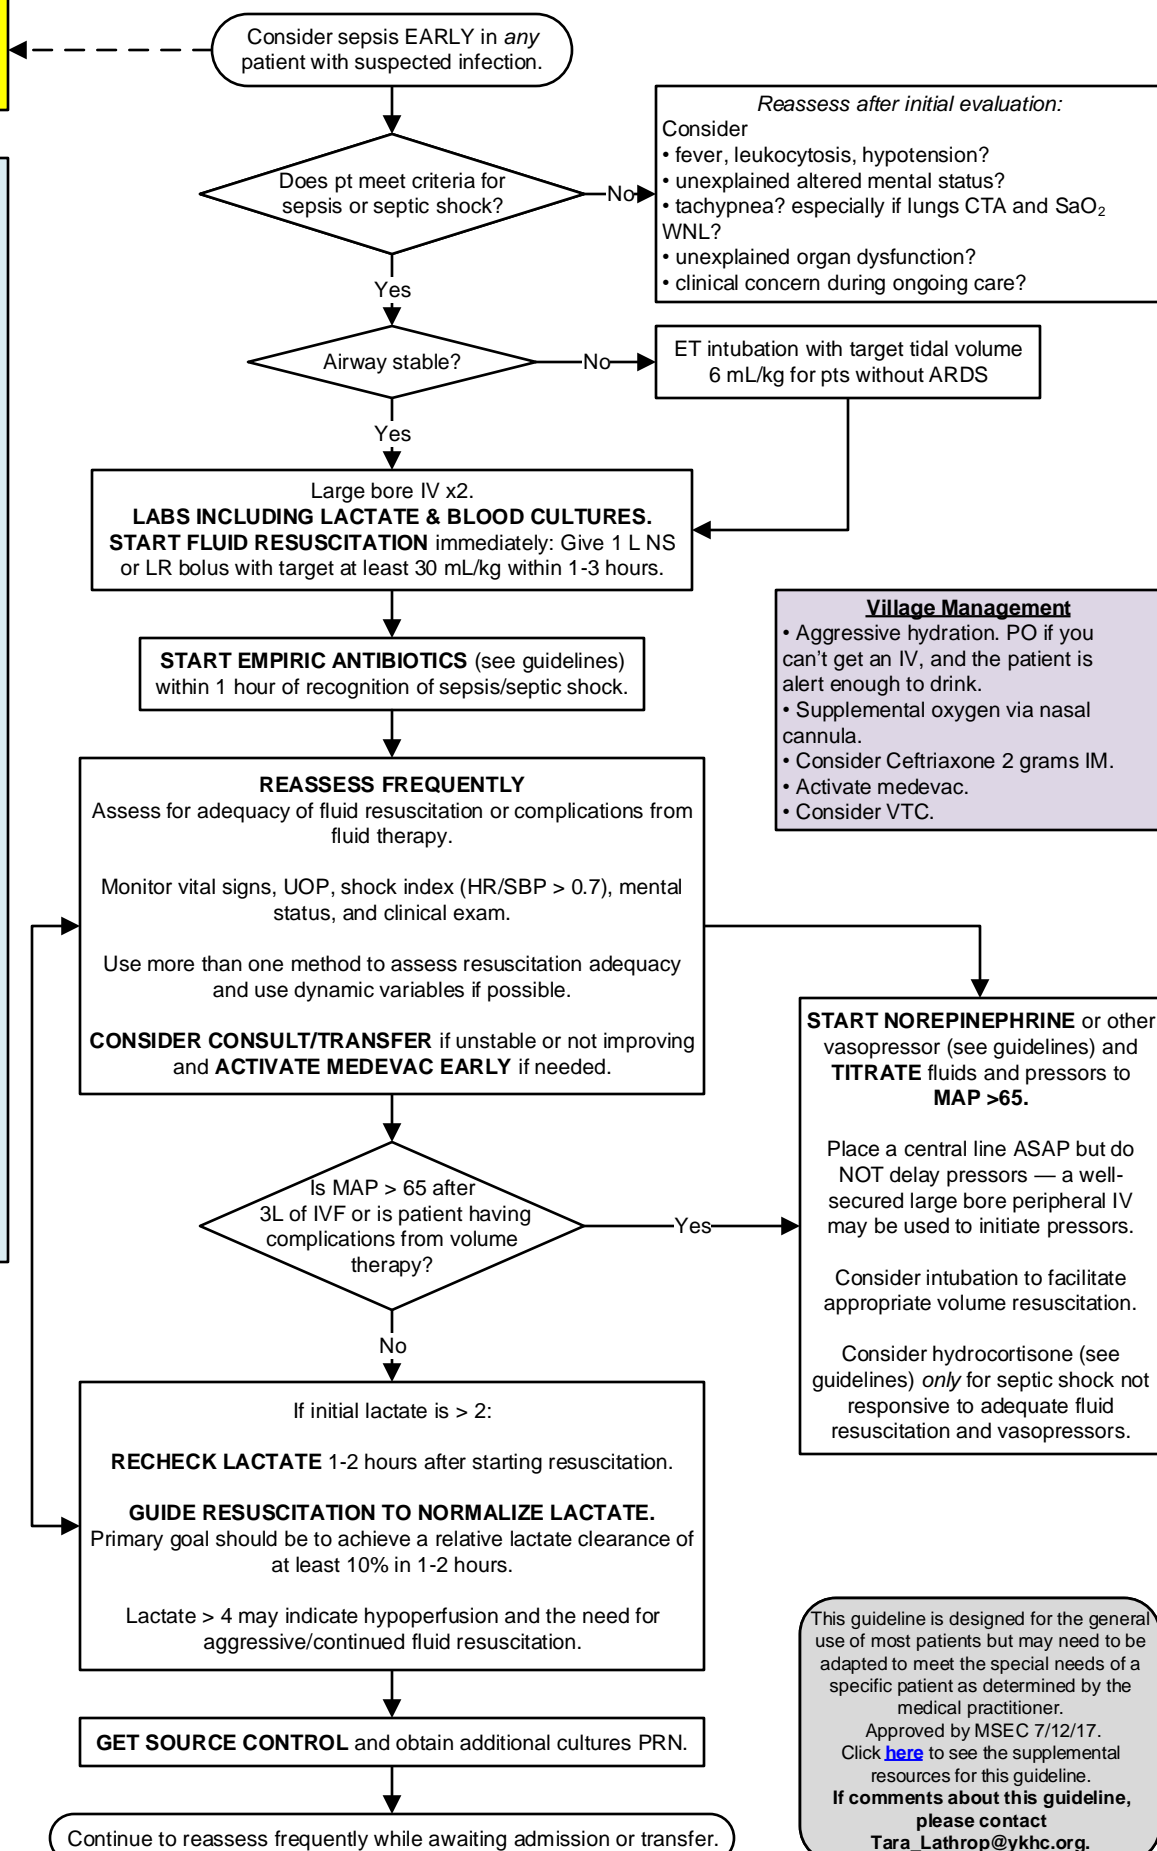 Consider sepsis EARLY in any
patient with suspected infection.
Reassess after initial evaluation:
Consider
• fever, leukocytosis, hypotension?
• unexplained altered mental status?
• tachypnea? especially if lungs CTA and SaO₂
WNL?
• unexplained organ dysfunction?
• clinical concern during ongoing care?
Does pt meet criteria for
sepsis or septic shock?
No
Yes
Airway stable?
No
ET intubation with target tidal volume
6 mL/kg for pts without ARDS
Yes
Large bore IV x2.
LABS INCLUDING LACTATE & BLOOD CULTURES.
START FLUID RESUSCITATION immediately: Give 1 L NS
or LR bolus with target at least 30 mL/kg within 1-3 hours.
Village Management
• Aggressive hydration. PO if you
can't get an IV, and the patient is
alert enough to drink.
• Supplemental oxygen via nasal
cannula.
• Consider Ceftriaxone 2 grams IM.
• Activate medevac.
• Consider VTC.
START EMPIRIC ANTIBIOTICS (see guidelines)
within 1 hour of recognition of sepsis/septic shock.
REASSESS FREQUENTLY
Assess for adequacy of fluid resuscitation or complications from
fluid therapy.
Monitor vital signs, UOP, shock index (HR/SBP > 0.7), mental
status, and clinical exam.
Use more than one method to assess resuscitation adequacy
and use dynamic variables if possible.
CONSIDER CONSULT/TRANSFER if unstable or not improving
and ACTIVATE MEDEVAC EARLY if needed.
START NOREPINEPHRINE or other
vasopressor (see guidelines) and
TITRATE fluids and pressors to
MAP >65.
Place a central line ASAP but do
NOT delay pressors — a well-
secured large bore peripheral IV
may be used to initiate pressors.
Consider intubation to facilitate
appropriate volume resuscitation.
Consider hydrocortisone (see
guidelines) only for septic shock not
responsive to adequate fluid
resuscitation and vasopressors.
Is MAP > 65 after
3L of IVF or is patient having
complications from volume
therapy?
Yes
No
If initial lactate is > 2:
RECHECK LACTATE 1-2 hours after starting resuscitation.
GUIDE RESUSCITATION TO NORMALIZE LACTATE.
Primary goal should be to achieve a relative lactate clearance of
at least 10% in 1-2 hours.
Lactate > 4 may indicate hypoperfusion and the need for
aggressive/continued fluid resuscitation.
GET SOURCE CONTROL and obtain additional cultures PRN.
Continue to reassess frequently while awaiting admission or transfer.
This guideline is designed for the general
use of most patients but may need to be
adapted to meet the special needs of a
specific patient as determined by the
medical practitioner.
Approved by MSEC 7/12/17.
Click here to see the supplemental
resources for this guideline.
If comments about this guideline,
please contact
Tara_Lathrop@ykhc.org.